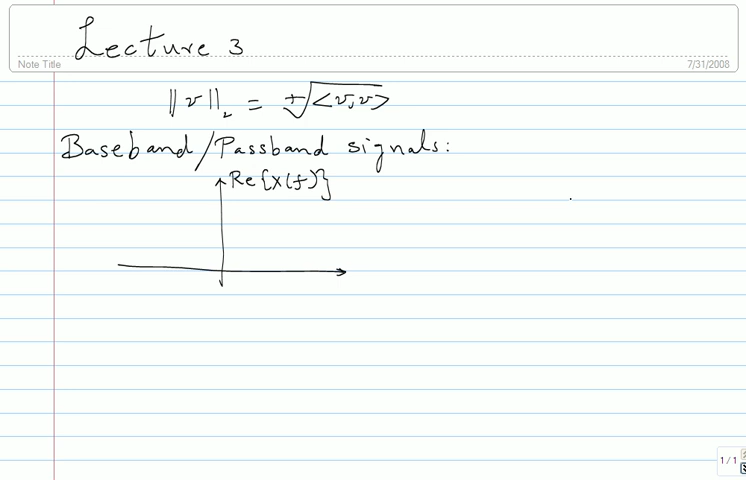 Lecture 3
Note Title
7/31/2008
||v||₂ = +√<v,v>
Baseband/Passband signals:
Re{X(f)}
1/1